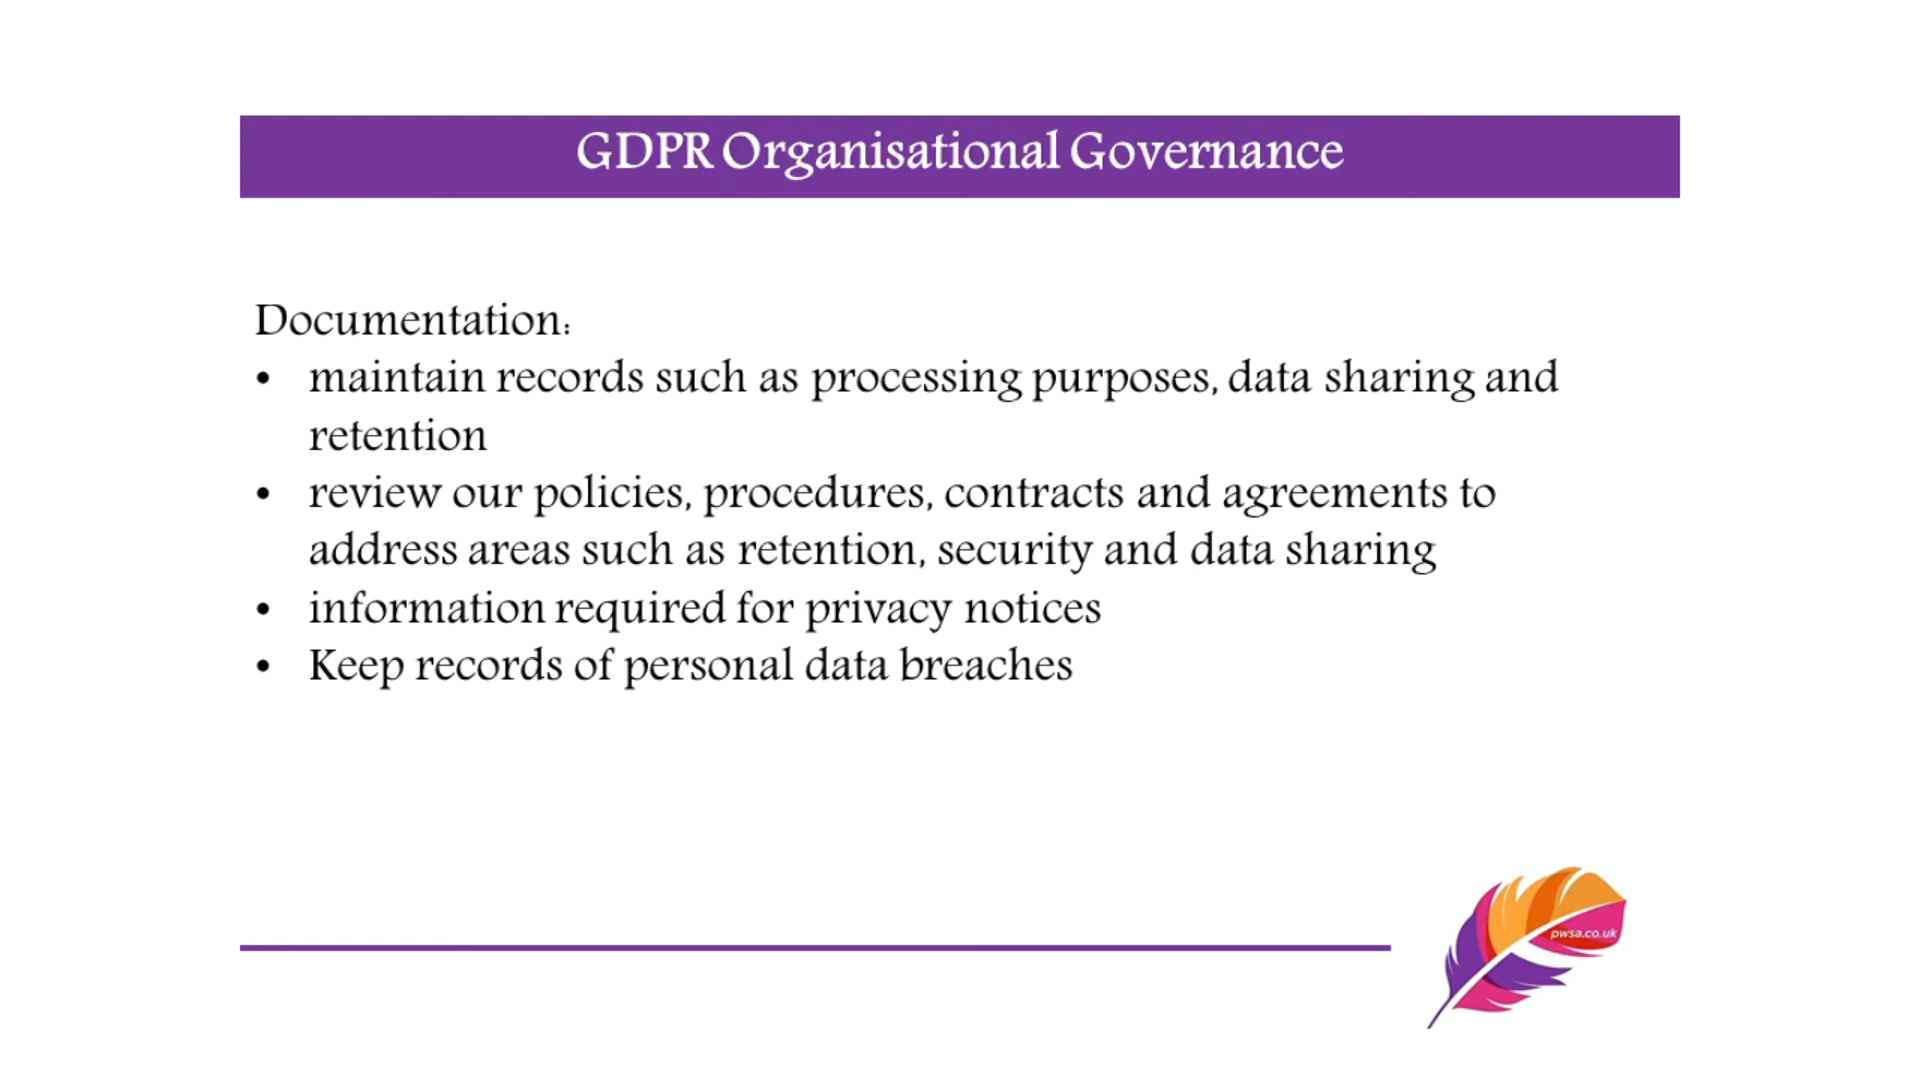 GDPR Organisational Governance
Documentation:
• maintain records such as processing purposes, data sharing and
retention
• review our policies, procedures, contracts and agreements to
address areas such as retention, security and data sharing
• information required for privacy notices
• Keep records of personal data breaches
pwsa.co.uk